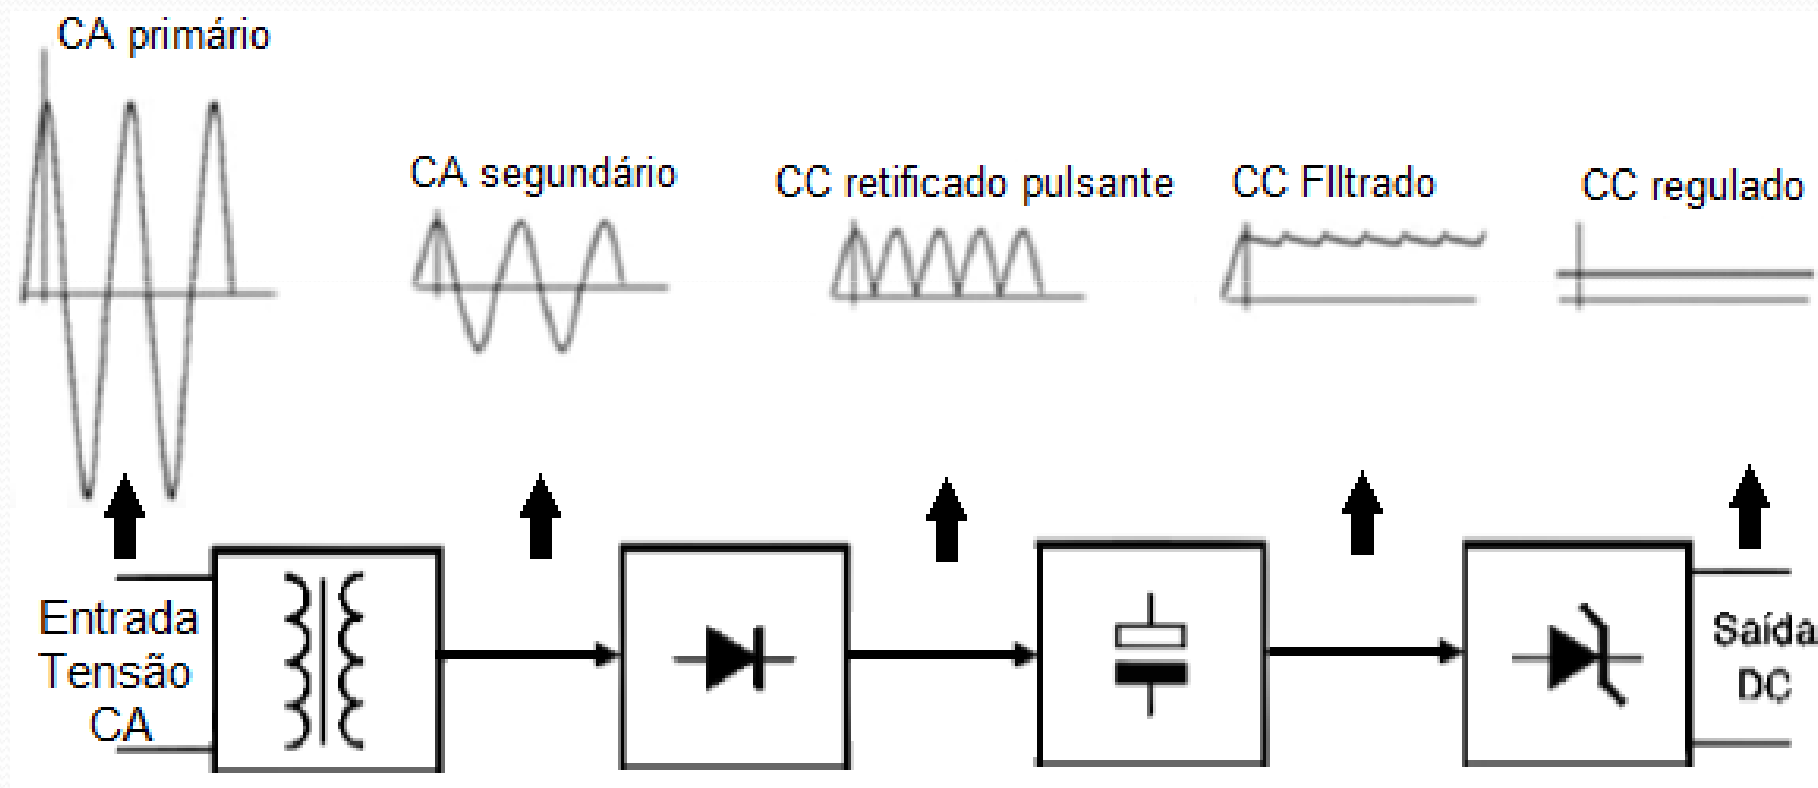 CA primário
CA segundário
CC retificado pulsante
CC FIltrado
CC regulado
Entrada
Tensão
CA
Saída
DC